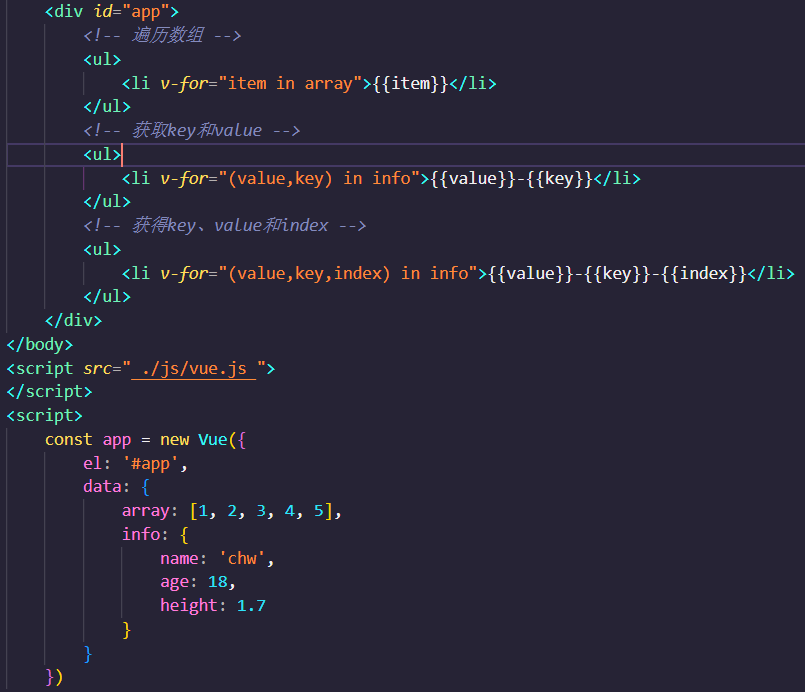 <div id="app">
<!-- 遍历数组 -->
<ul>
<li v-for="item in array">{{item}}</li>
</ul>
<!-- 获取key和value -->
<ul>
<li v-for="(value,key) in info">{{value}}-{{key}}</li>
</ul>
<!-- 获得key、value和index -->
<ul>
<li v-for="(value,key,index) in info">{{value}}-{{key}}-{{index}}</li>
</ul>
</div>
</body>
<script src=" ./js/vue.js ">
</script>
<script>
const app = new Vue({
el: '#app',
data: {
array: [1, 2, 3, 4, 5],
info: {
name: 'chw',
age: 18,
height: 1.7
}
}
})